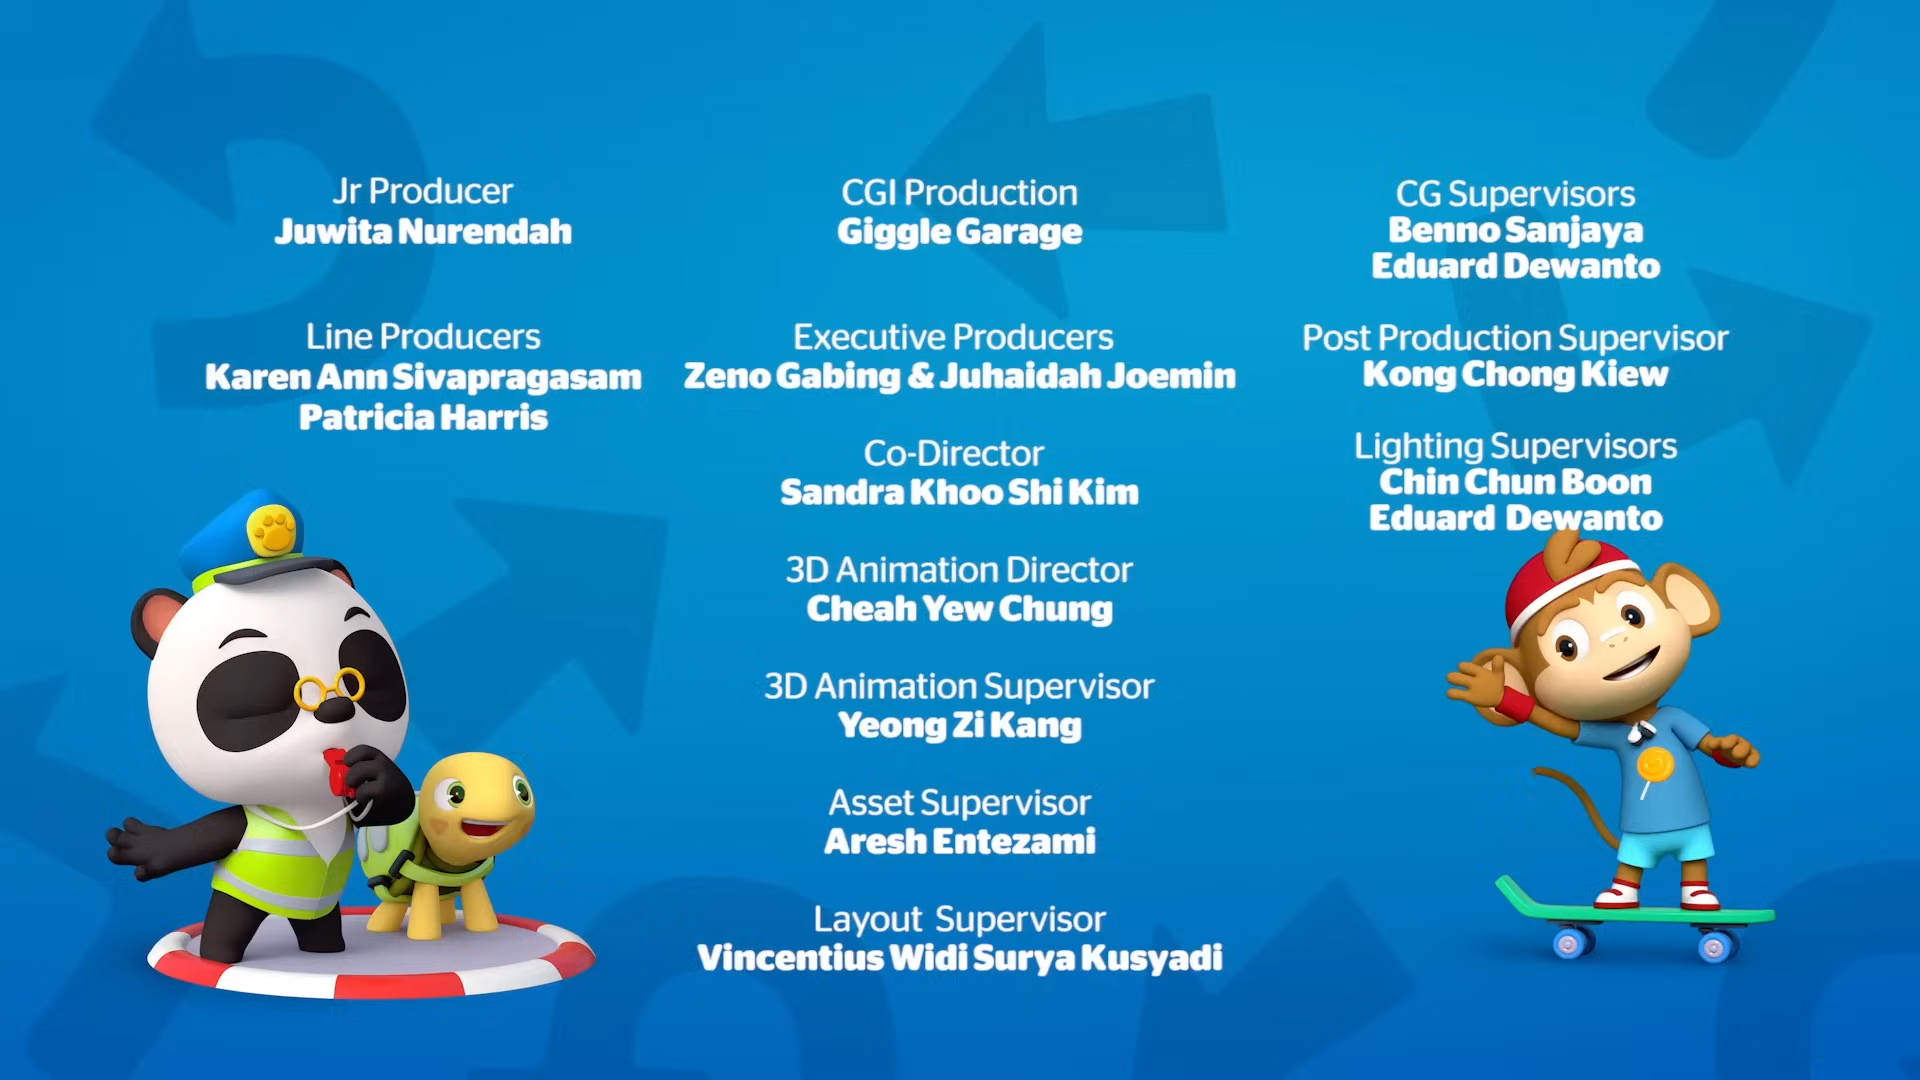 Jr Producer
Juwita Nurendah
Line Producers
Karen Ann Sivapragasam
Patricia Harris
CGI Production
Giggle Garage
Executive Producers
Zeno Gabing & Juhaidah Joemin
Co-Director
Sandra Khoo Shi Kim
3D Animation Director
Cheah Yew Chung
3D Animation Supervisor
Yeong Zi Kang
Asset Supervisor
Aresh Entezami
Layout Supervisor
Vincentius Widi Surya Kusyadi
CG Supervisors
Benno Sanjaya
Eduard Dewanto
Post Production Supervisor
Kong Chong Kiew
Lighting Supervisors
Chin Chun Boon
Eduard Dewanto